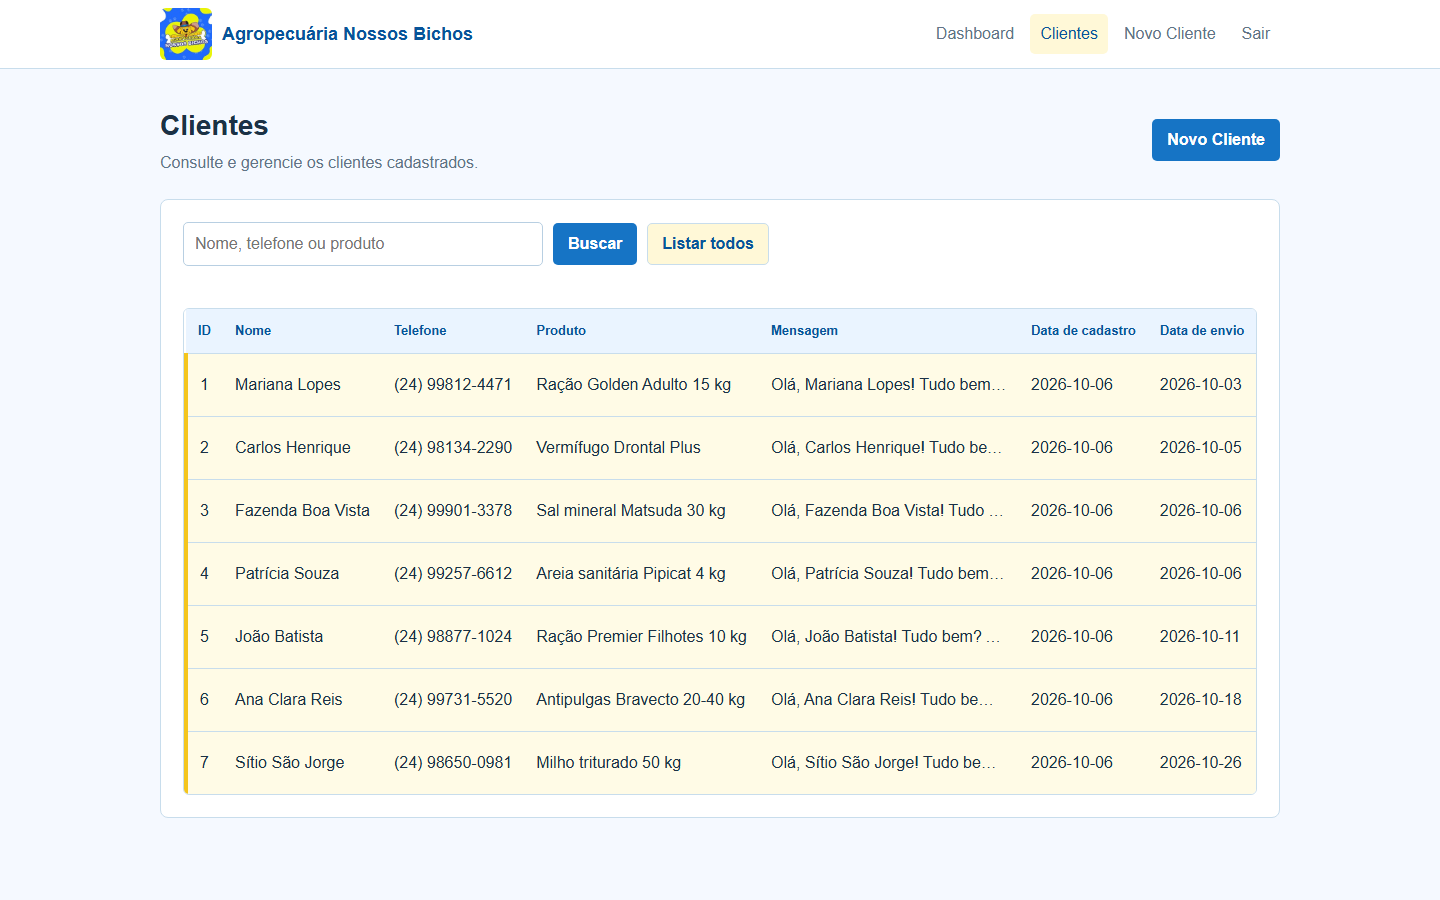 Agropecuária Nossos Bichos
Dashboard Clientes Novo Cliente Sair
Clientes
Novo Cliente
Consulte e gerencie os clientes cadastrados.
Nome, telefone ou produto Buscar Listar todos
ID Nome Telefone Produto Mensagem Data de cadastro Data de envio
1 Mariana Lopes (24) 99812-4471 Ração Golden Adulto 15 kg Olá, Mariana Lopes! Tudo bem… 2026-10-06 2026-10-03
2 Carlos Henrique (24) 98134-2290 Vermífugo Drontal Plus Olá, Carlos Henrique! Tudo be… 2026-10-06 2026-10-05
3 Fazenda Boa Vista (24) 99901-3378 Sal mineral Matsuda 30 kg Olá, Fazenda Boa Vista! Tudo … 2026-10-06 2026-10-06
4 Patrícia Souza (24) 99257-6612 Areia sanitária Pipicat 4 kg Olá, Patrícia Souza! Tudo bem… 2026-10-06 2026-10-06
5 João Batista (24) 98877-1024 Ração Premier Filhotes 10 kg Olá, João Batista! Tudo bem? … 2026-10-06 2026-10-11
6 Ana Clara Reis (24) 99731-5520 Antipulgas Bravecto 20-40 kg Olá, Ana Clara Reis! Tudo be… 2026-10-06 2026-10-18
7 Sítio São Jorge (24) 98650-0981 Milho triturado 50 kg Olá, Sítio São Jorge! Tudo be… 2026-10-06 2026-10-26